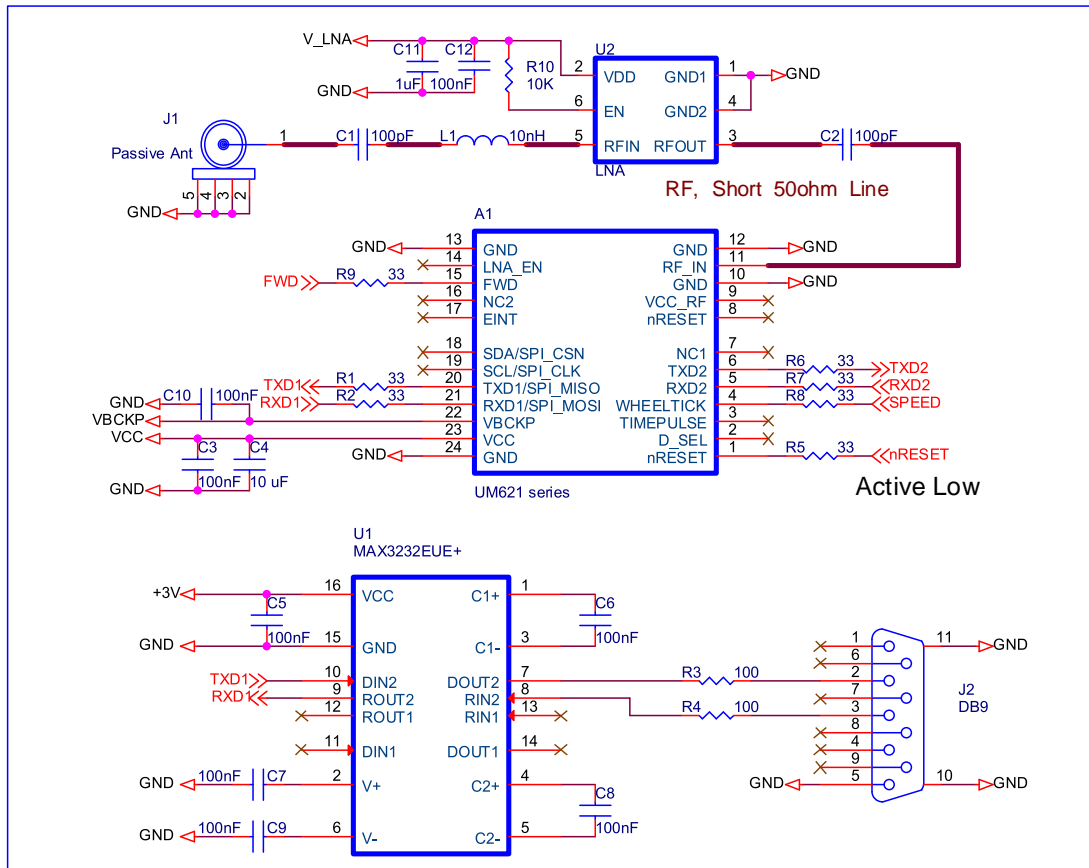 V_LNA
C11
C12
1uF
100nF
R10
10K
GND
U2
2 VDD GND1 1 GND
6 EN GND2 4
5 RFIN RFOUT 3
LNA
J1
Passive Ant
1
C1 100pF
L1 10nH
C2 100pF
5 4 3 2
GND
RF, Short 50ohm Line
A1
GND 13 GND GND 12 GND
14 LNA_EN RF_IN 11
FWD R9 33 15 FWD GND 10 GND
16 NC2 VCC_RF 9
17 EINT nRESET 8
18 SDA/SPI_CSN NC1 7
19 SCL/SPI_CLK TXD2 6 R6 33 TXD2
TXD1 R1 33 20 TXD1/SPI_MISO RXD2 5 R7 33 RXD2
RXD1 R2 33 21 RXD1/SPI_MOSI WHEELTICK 4 R8 33 SPEED
GND C10 100nF
VBCKP 22 VBCKP TIMEPULSE 3
VCC 23 VCC D_SEL 2
GND 24 GND nRESET 1 R5 33 nRESET
C3
C4
100nF
10 uF
GND
UM621 series
Active Low
U1
MAX3232EUE+
+3V 16 VCC C1+ 1
C5
100nF
C6
100nF
GND 15 GND C1- 3
TXD1 10 DIN2 DOUT2 7 R3 100
RXD1 9 ROUT2 RIN2 8 R4 100
12 ROUT1 RIN1 13
11 DIN1 DOUT1 14
GND 100nF C7 2 V+ C2+ 4
C8
100nF
GND 100nF C9 6 V- C2- 5
1
6
2
7
3
8
4
9
GND 5
11 GND
J2
DB9
10 GND